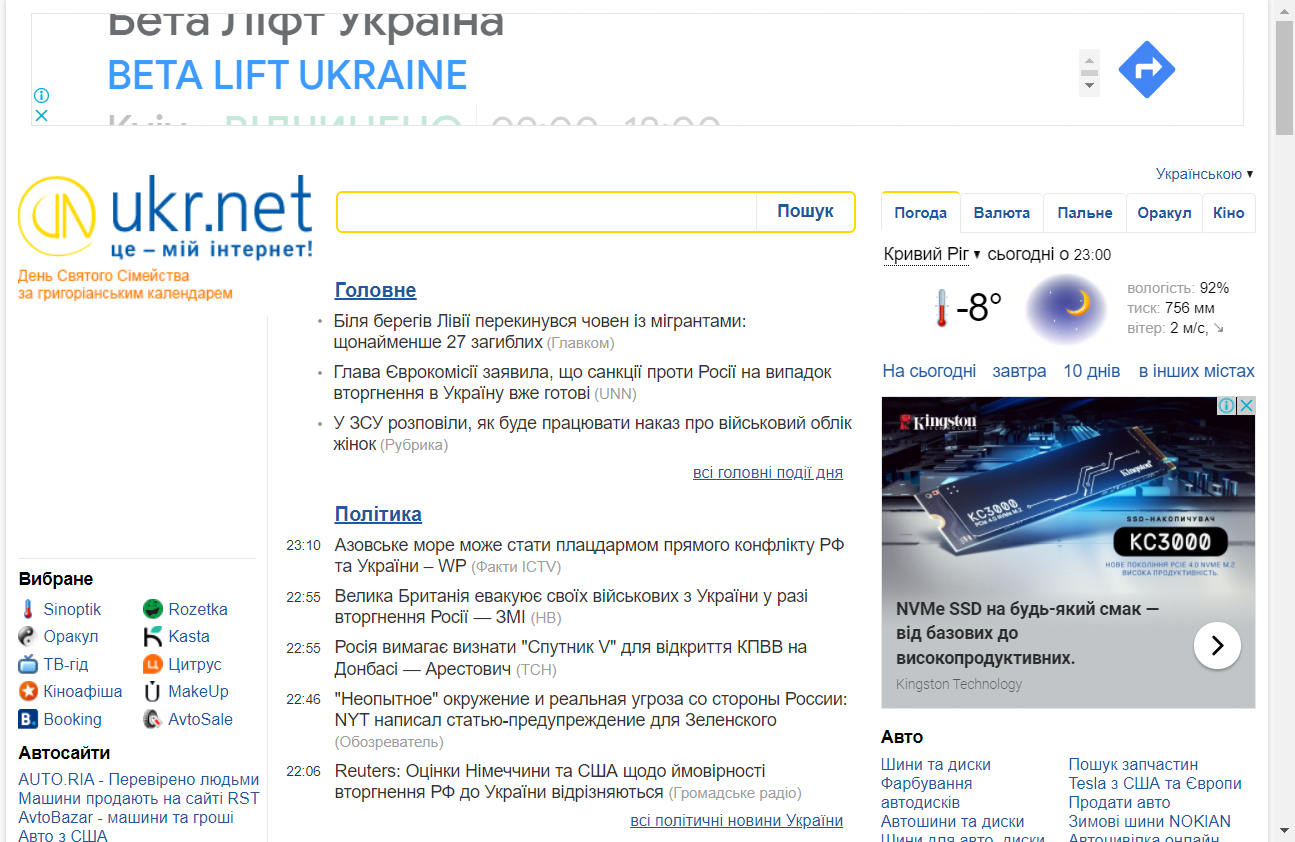 Бета Ліфт Україна
BETA LIFT UKRAINE
Українською ▾
ukr.net
це – мій інтернет!
День Святого Сімейства
за григоріанським календарем
Пошук
Погода Валюта Пальне Оракул Кіно
Кривий Ріг ▾ сьогодні о 23:00
-8°
вологість: 92%
тиск: 756 мм
вітер: 2 м/с,
На сьогодні завтра 10 днів в інших містах
Головне
Біля берегів Лівії перекинувся човен із мігрантами:
щонайменше 27 загиблих (Главком)
Глава Єврокомісії заявила, що санкції проти Росії на випадок
вторгнення в Україну вже готові (UNN)
У ЗСУ розповіли, як буде працювати наказ про військовий облік
жінок (Рубрика)
всі головні події дня
Політика
23:10 Азовське море може стати плацдармом прямого конфлікту РФ
та України – WP (Факти ICTV)
22:55 Велика Британія евакуює своїх військових з України у разі
вторгнення Росії — ЗМІ (НВ)
22:55 Росія вимагає визнати "Спутник V" для відкриття КПВВ на
Донбасі — Арестович (ТСН)
22:46 "Неопытное" окружение и реальная угроза со стороны России:
NYT написал статью-предупреждение для Зеленского
(Обозреватель)
22:06 Reuters: Оцінки Німеччини та США щодо ймовірності
вторгнення РФ до України відрізняються (Громадське радіо)
всі політичні новини України
Вибране
Sinoptik Rozetka
Оракул Kasta
ТВ-гід Цитрус
Кіноафіша MakeUp
Booking AvtoSale
Автосайти
AUTO.RIA - Перевірено людьми
Машини продають на сайті RST
AvtoBazar - машини та гроші
Авто з США
Kingston
TECHNOLOGY
Kingston
KC3000
PCIe 4.0 NVMe M.2
SSD-НАКОПИЧУВАЧ
KC3000
НОВЕ ПОКОЛІННЯ PCIE 4.0 NVME M.2
ВИСОКА ПРОДУКТИВНІСТЬ.
NVMe SSD на будь-який смак —
від базових до
високопродуктивних.
Kingston Technology
Авто
Шини та диски Пошук запчастин
Фарбування Tesla з США та Європи
автодисків Продати авто
Автошини та диски Зимові шини NOKIAN
Шини для авто, диски Автоцивілка онлайн